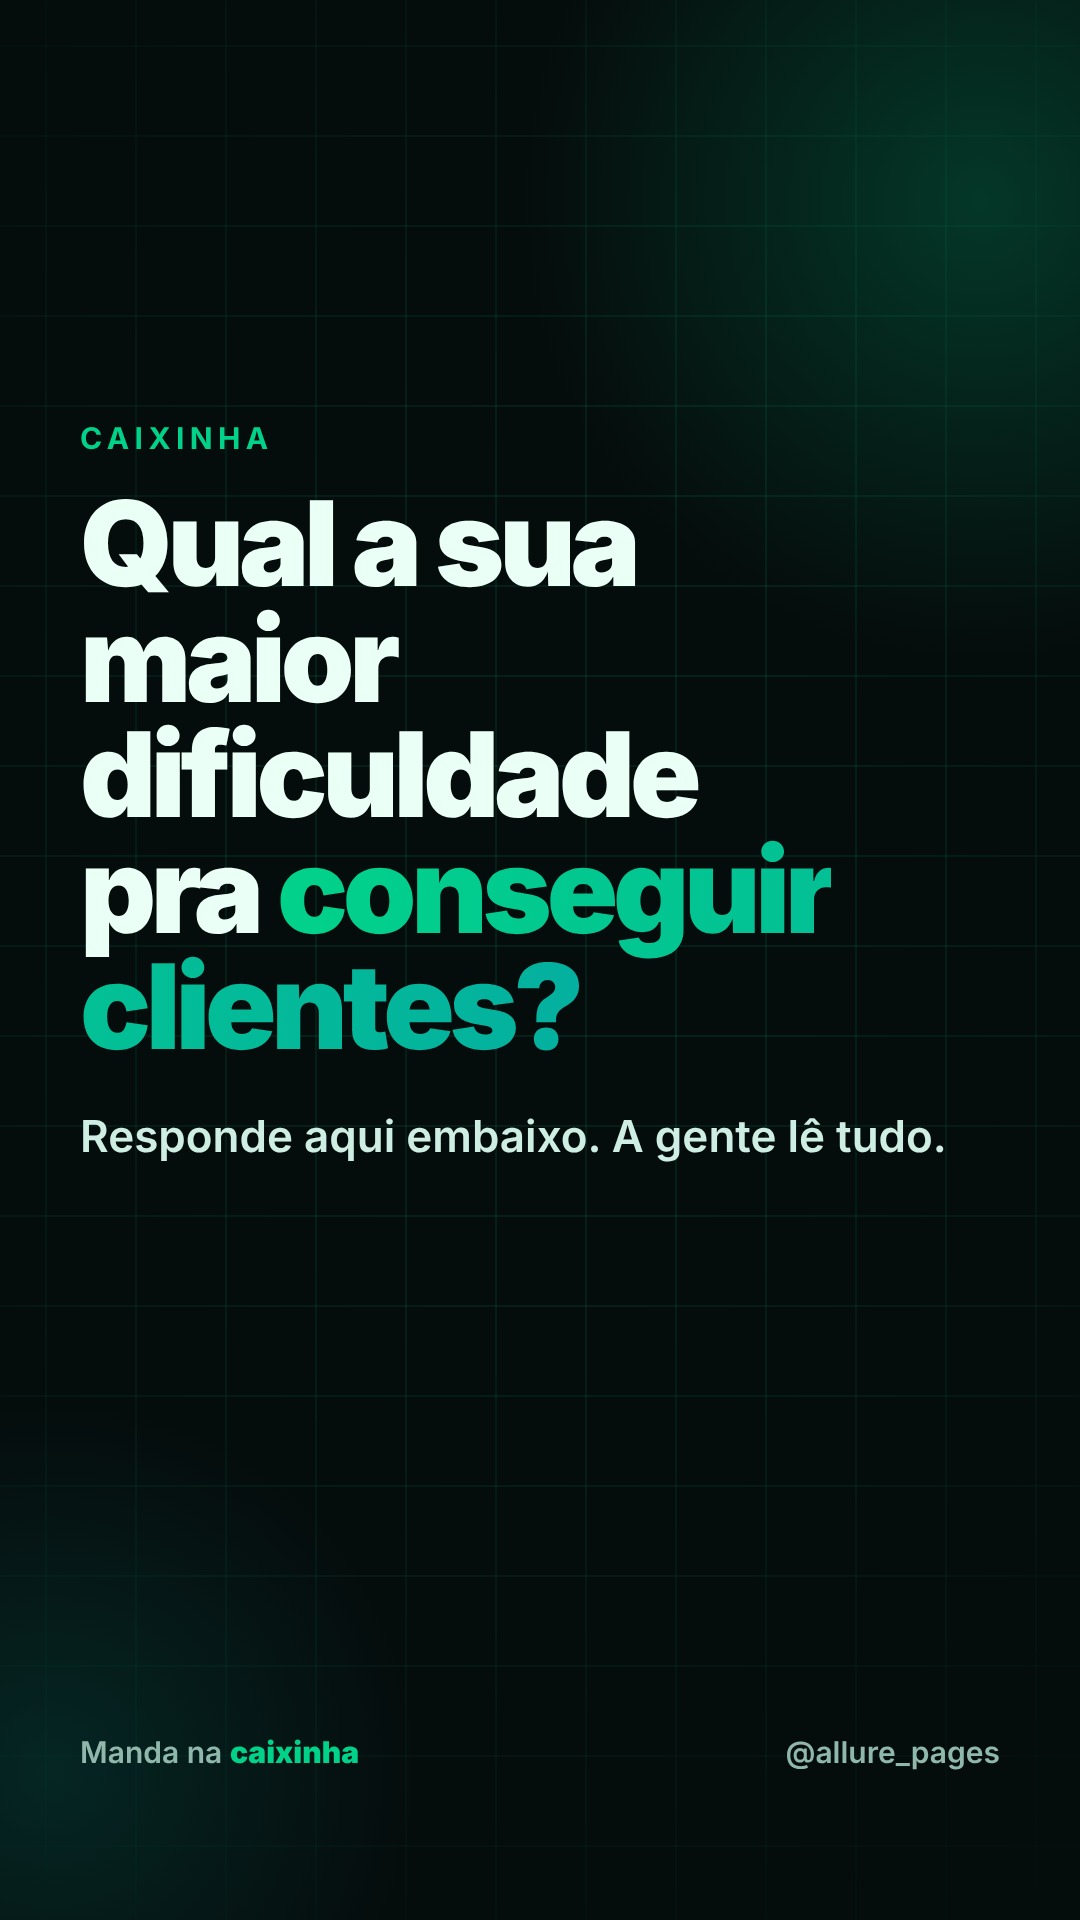 CAIXINHA
Qual a sua
maior
dificuldade
pra conseguir
clientes?
Responde aqui embaixo. A gente lê tudo.
Manda na caixinha
@allure_pages